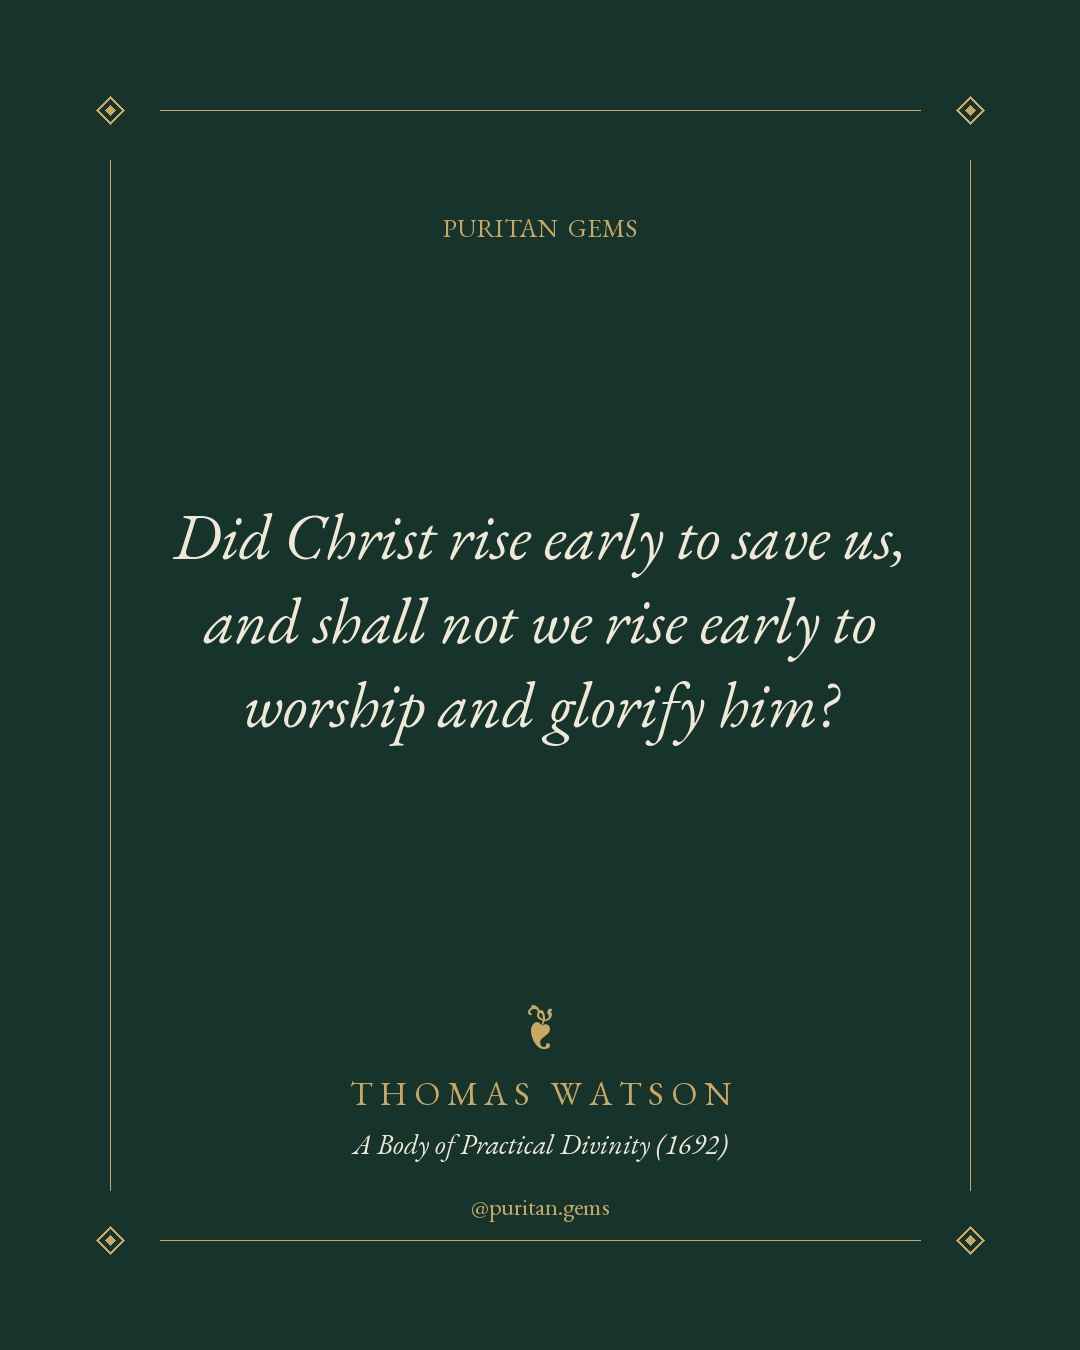 PURITAN GEMS
Did Christ rise early to save us,
and shall not we rise early to
worship and glorify him?
THOMAS WATSON
A Body of Practical Divinity (1692)
@puritan.gems